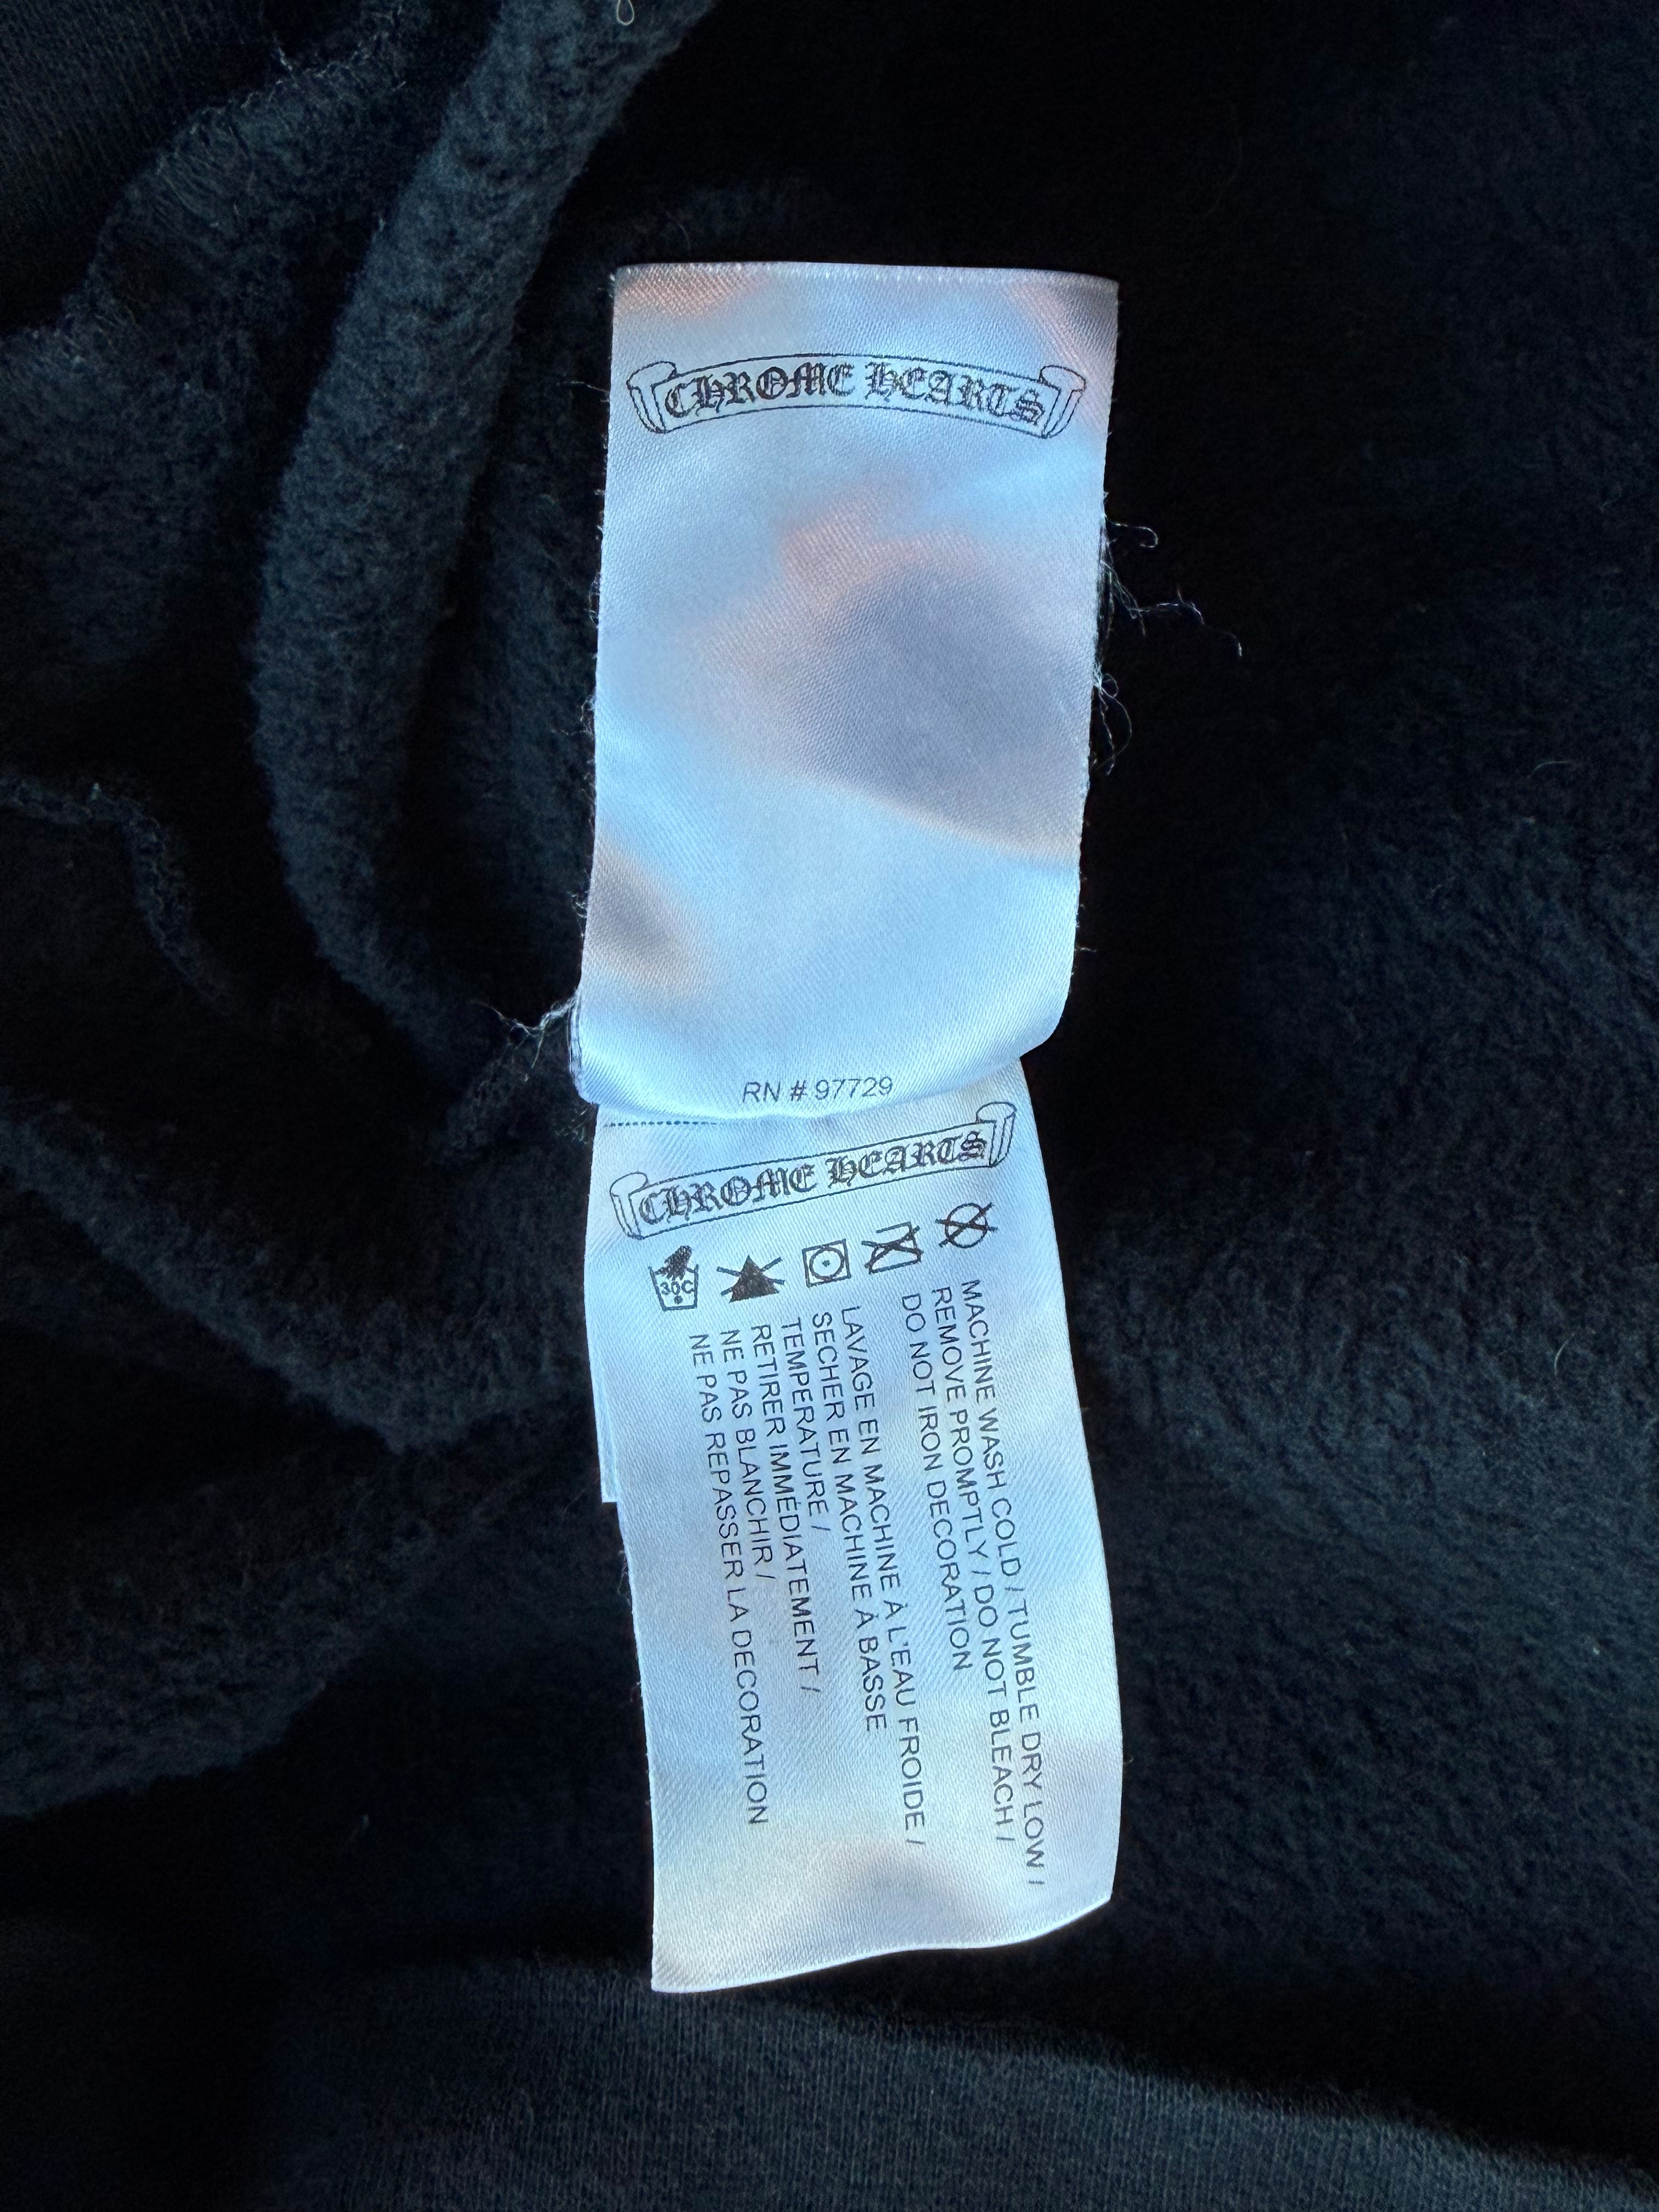 CHROME HEARTS
RN # 97729
CHROME HEARTS
30C
MACHINE WASH COLD / TUMBLE DRY LOW /
REMOVE PROMPTLY / DO NOT BLEACH /
DO NOT IRON DECORATION
LAVAGE EN MACHINE À L'EAU FROIDE /
SECHER EN MACHINE À BASSE
TEMPERATURE /
RETIRER IMMÉDIATEMENT /
NE PAS BLANCHIR /
NE PAS REPASSER LA DECORATION